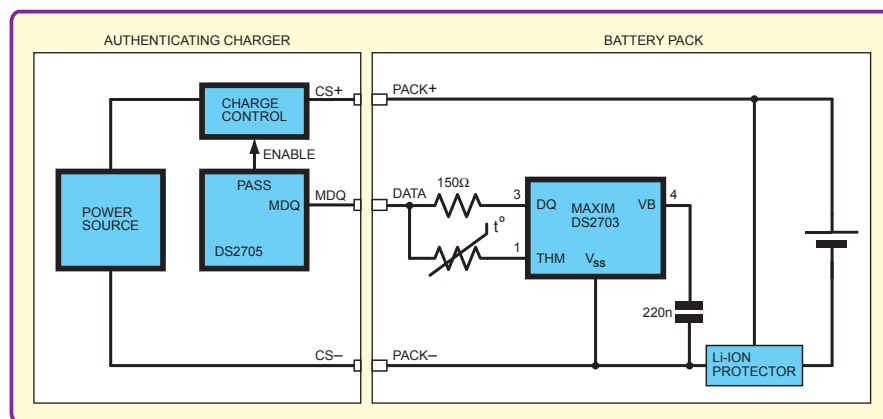 AUTHENTICATING CHARGER
BATTERY PACK
CS+
PACK+
CHARGE
CONTROL
ENABLE
PASS
MDQ
MDQ
DATA
DS2705
POWER
SOURCE
150Ω
t°
3
DQ
MAXIM
DS2703
VB
4
1
THM
Vss
220n
CS–
PACK–
Li-ION
PROTECTOR